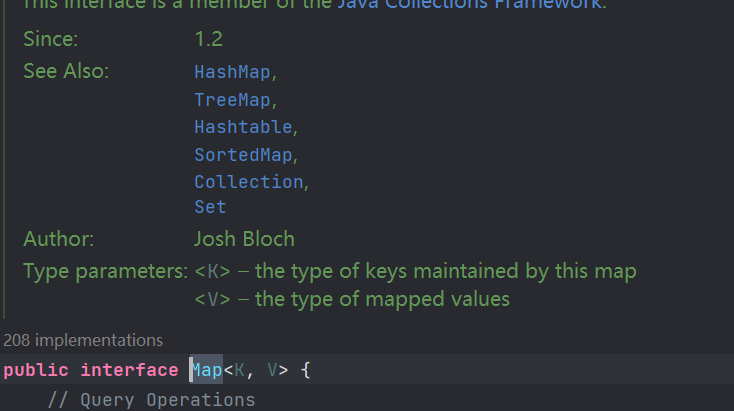 This interface is a member of the Java Collections Framework.
Since: 1.2
See Also: HashMap,
TreeMap,
Hashtable,
SortedMap,
Collection,
Set
Author: Josh Bloch
Type parameters: <K> – the type of keys maintained by this map
<V> – the type of mapped values
208 implementations
public interface Map<K, V> {
// Query Operations